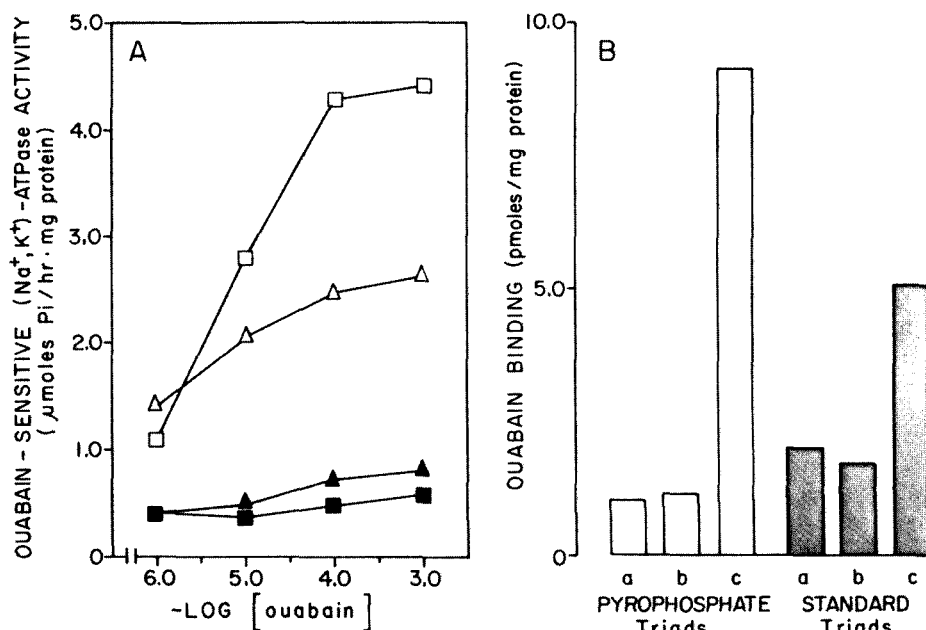 A
OUABAIN - SENSITIVE (Na+, K+) - ATPase ACTIVITY
( μmoles Pi / hr · mg protein)
5.0
4.0
3.0
2.0
1.0
0
6.0 5.0 4.0 3.0
-LOG [ouabain]
B
OUABAIN BINDING (pmoles/mg protein)
10.0
5.0
0
a b c a b c
PYROPHOSPHATE STANDARD
Triads Triads